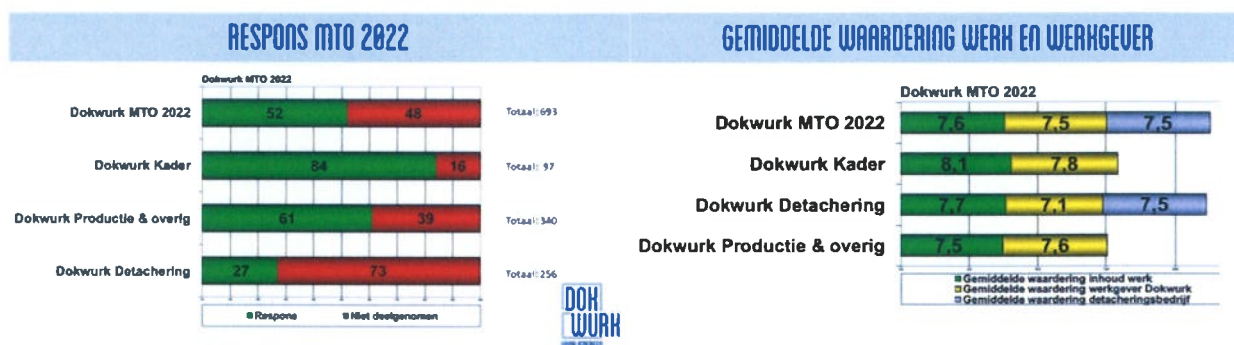 RESPONS MTO 2022
Dokwurk MTO 2022
Dokwurk MTO 2022 52 48 Totaal: 693
Dokwurk Kader 84 16 Totaal: 97
Dokwurk Productie & overig 61 39 Totaal: 340
Dokwurk Detachering 27 73 Totaal: 256
Respons Niet deelgenomen
DOK
WURK
GEMIDDELDE WAARDERING WERK EN WERKGEVER
Dokwurk MTO 2022
Dokwurk MTO 2022 7,6 7,5 7,5
Dokwurk Kader 8,1 7,8
Dokwurk Detachering 7,7 7,1 7,5
Dokwurk Productie & overig 7,5 7,6
Gemiddelde waardering inhoud werk
Gemiddelde waardering werkgever Dokwurk
Gemiddelde waardering detacheringsbedrijf